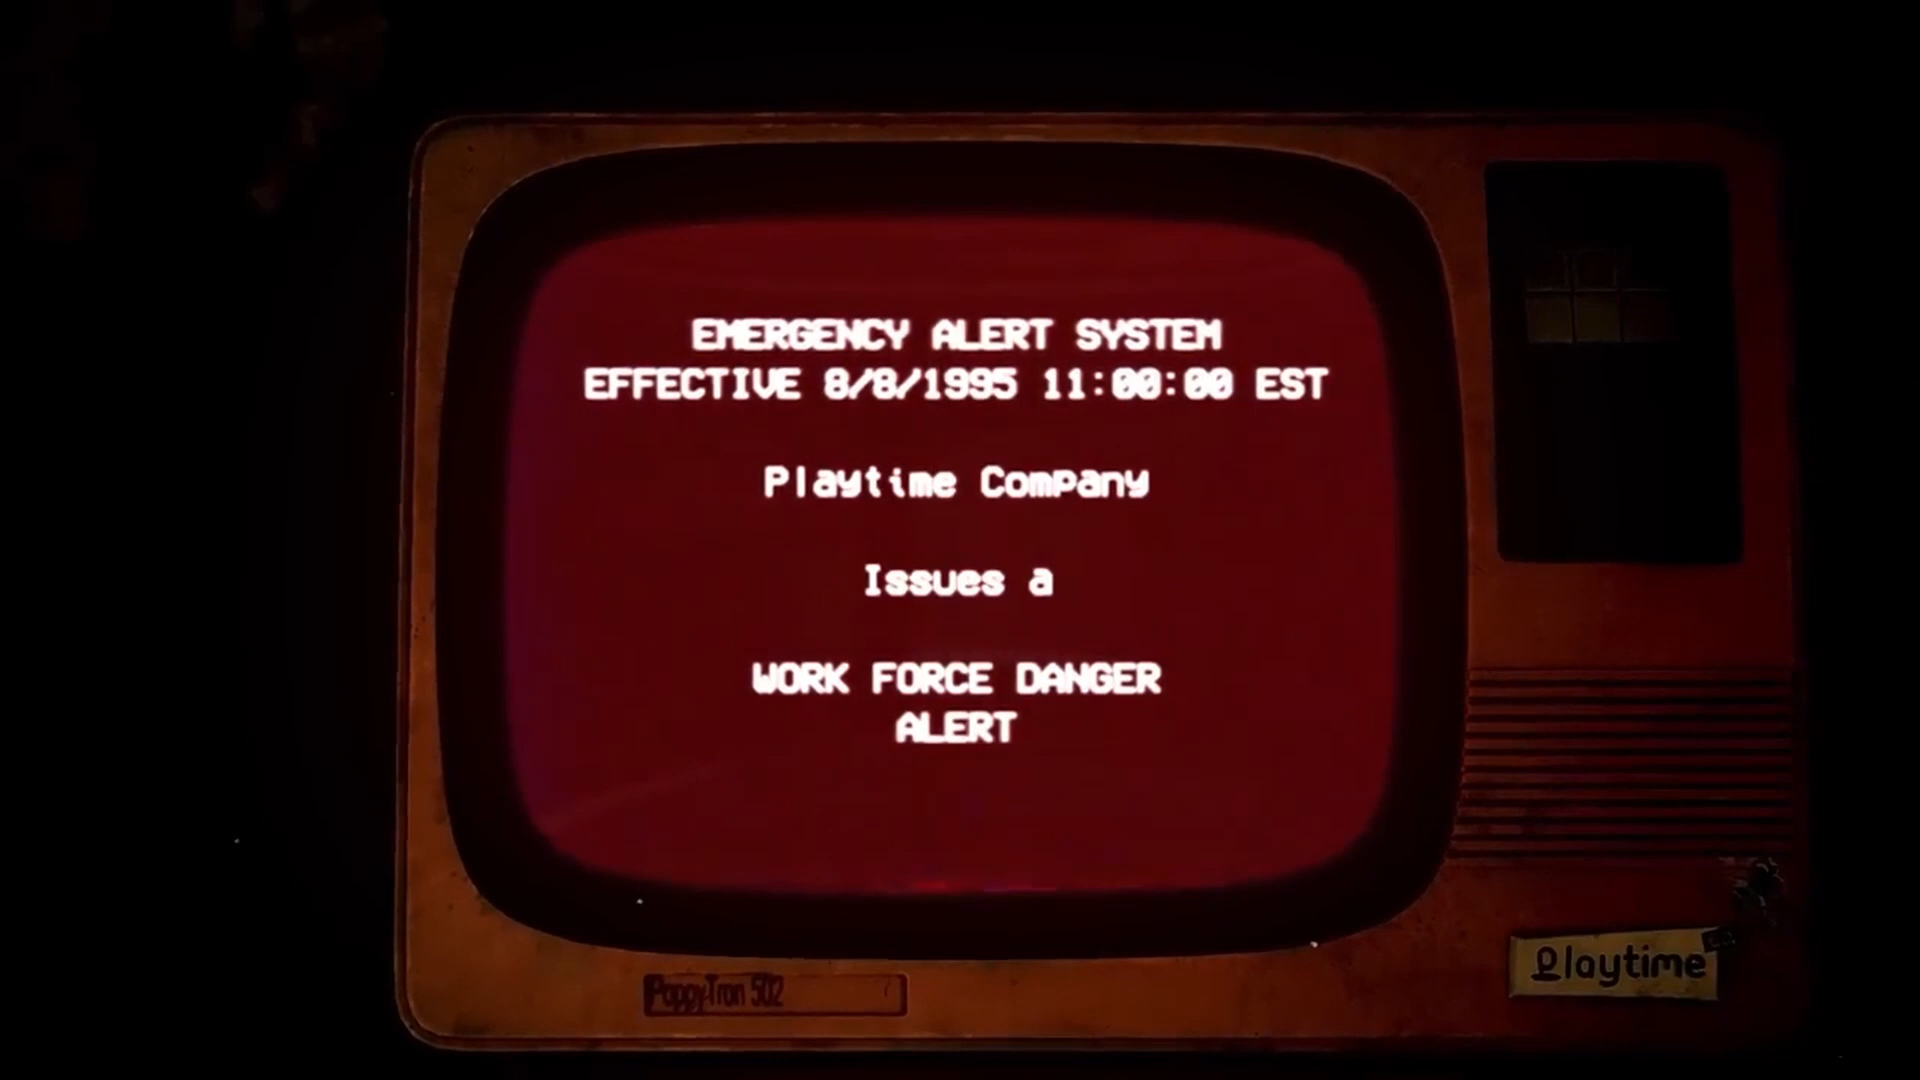 EMERGENCY ALERT SYSTEM
EFFECTIVE 8/8/1995 11:00:00 EST
Playtime Company
Issues a
WORK FORCE DANGER
ALERT
PoppyTron 502
Playtime